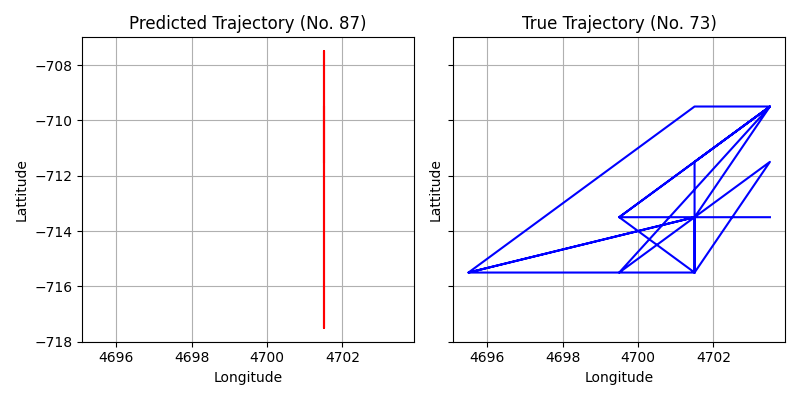 Predicted Trajectory (No. 87)
True Trajectory (No. 73)
Lattitude
−708
−710
−712
−714
−716
−718
4696
4698
4700
4702
Longitude
Lattitude
4696
4698
4700
4702
Longitude